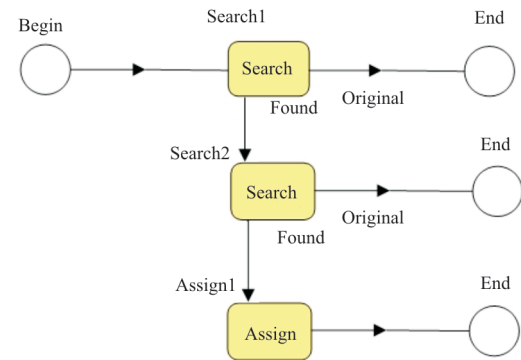 Search1
End
Begin
Search
Found
Original
Search2
End
Search
Original
Found
Assign1
End
Assign